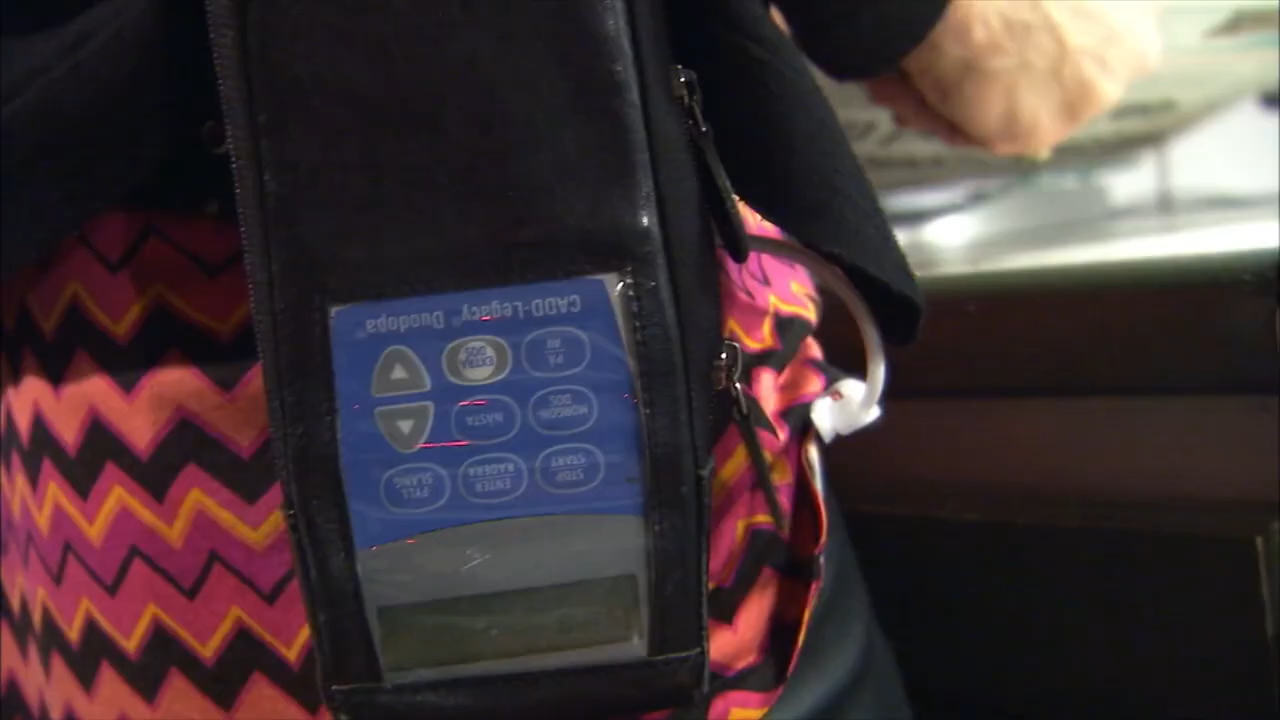 STOP
START
ENTER
RADERA
FYLL
SLANG
MORGON-
DOS
NÄSTA
PÅ
AV
EXTRA
DOS
CADD-Legacy® Duodopa